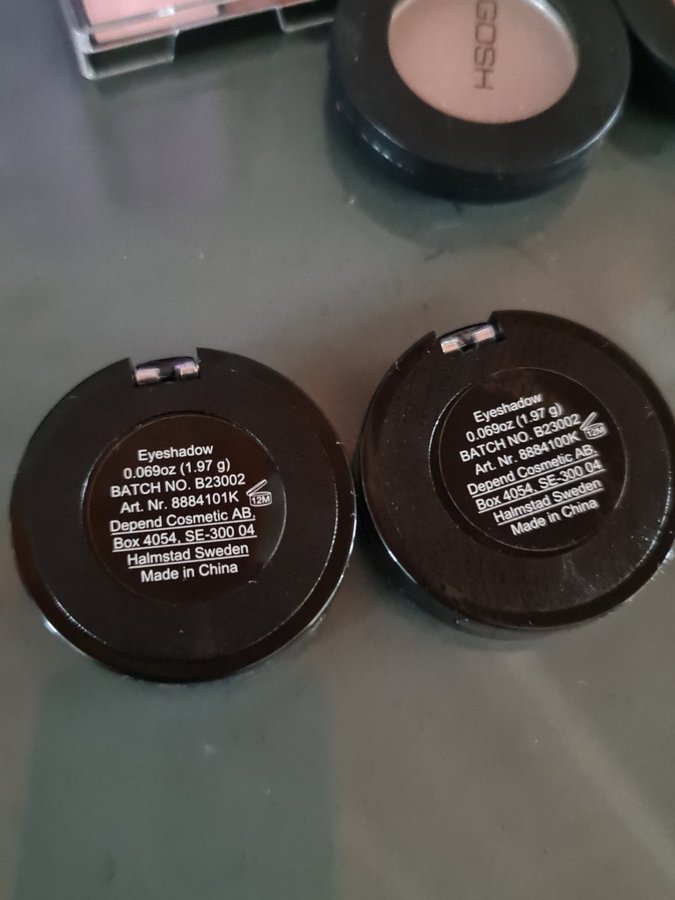 GOSH
Eyeshadow
0.069oz (1.97 g)
BATCH NO. B23002
Art. Nr. 8884101K
12M
Depend Cosmetic AB,
Box 4054, SE-300 04
Halmstad Sweden
Made in China
Eyeshadow
0.069oz (1.97 g)
BATCH NO. B23002
Art. Nr. 8884100K
12M
Depend Cosmetic AB,
Box 4054, SE-300 04
Halmstad Sweden
Made in China